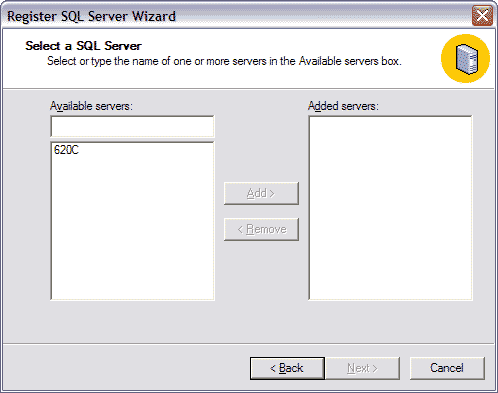 Register SQL Server Wizard
Select a SQL Server
Select or type the name of one or more servers in the Available servers box.
Available servers:
Added servers:
620C
Add >
< Remove
< Back
Next >
Cancel